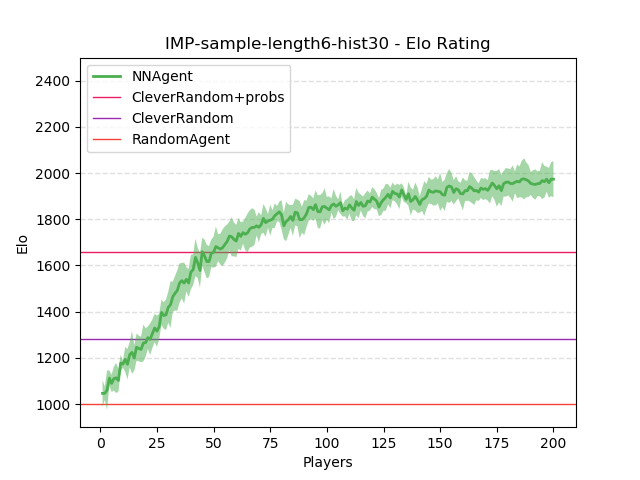 IMP-sample-length6-hist30 - Elo Rating
NNAgent
CleverRandom+probs
CleverRandom
RandomAgent
2400
2200
2000
1800
1600
1400
1200
1000
Elo
0 25 50 75 100 125 150 175 200
Players